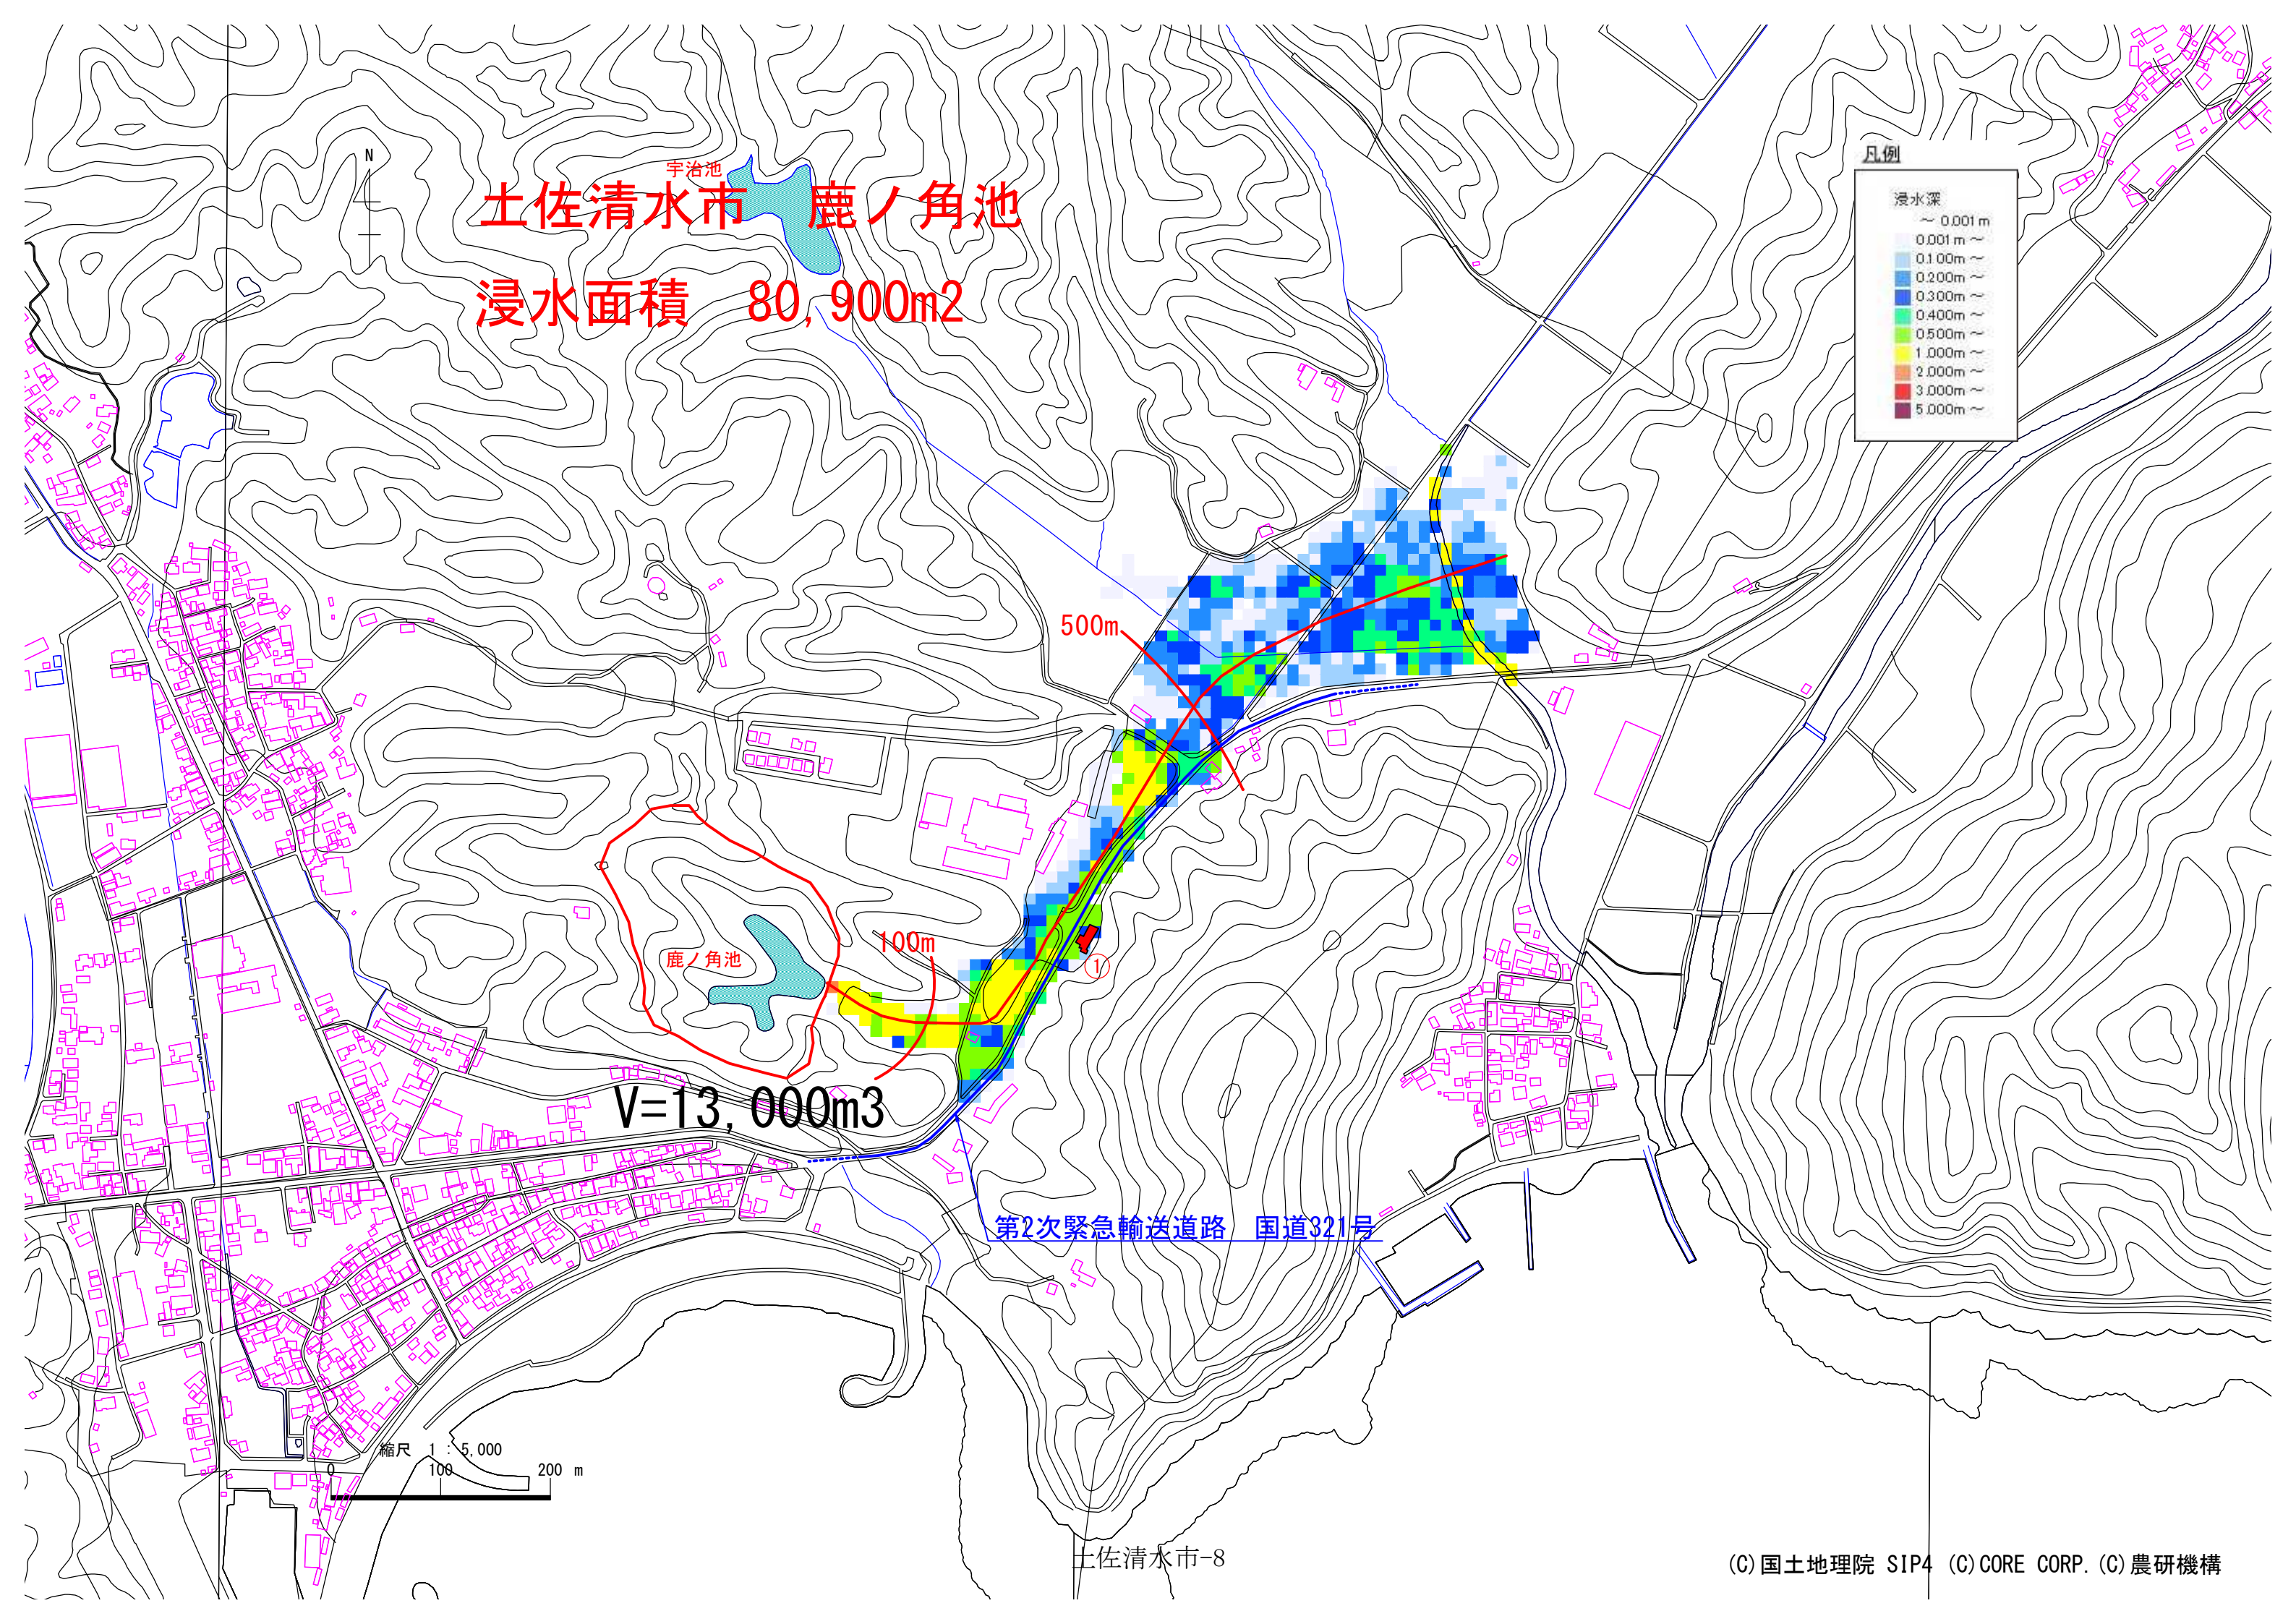 N
宇治池
土佐清水市　鹿ノ角池
浸水面積　80,900m2
凡例
浸水深
～ 0.001 m
0.001 m ～
0.100m ～
0.200m ～
0.300m ～
0.400m ～
0.500m ～
1.000m ～
2.000m ～
3.000m ～
5.000m ～
500m
100m
鹿ノ角池
①
V=13,000m3
第2次緊急輸送道路　国道321号
縮尺　1 : 5,000
0　100　200　m
土佐清水市-8
(C)国土地理院 SIP4 (C)CORE CORP. (C)農研機構